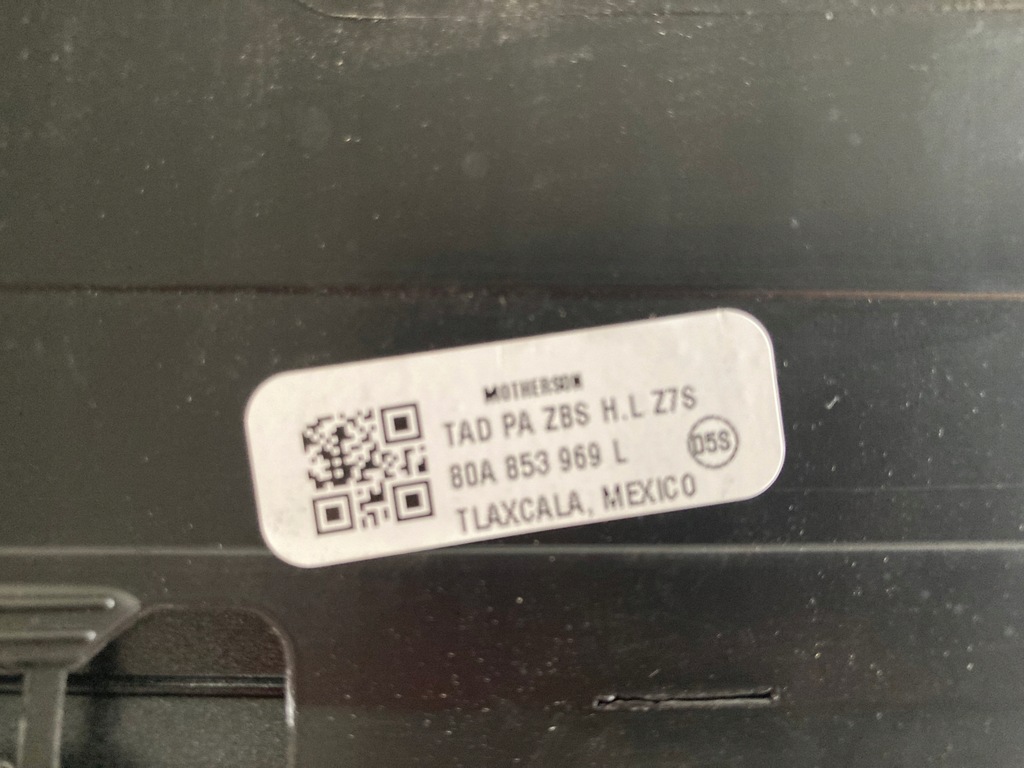 MOTHERSON
TAD PA ZBS H.L Z7S
80A 853 969 L
D5S
TLAXCALA, MEXICO